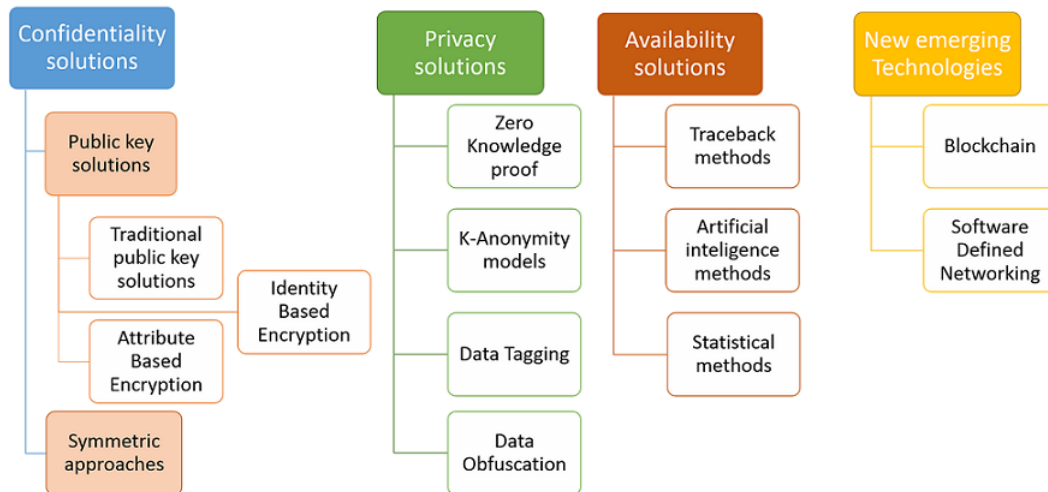 Confidentiality
solutions
Public key
solutions
Traditional
public key
solutions
Identity
Based
Encryption
Attribute
Based
Encryption
Symmetric
approaches
Privacy
solutions
Zero
Knowledge
proof
K-Anonymity
models
Data Tagging
Data
Obfuscation
Availability
solutions
Traceback
methods
Artificial
inteligence
methods
Statistical
methods
New emerging
Technologies
Blockchain
Software
Defined
Networking